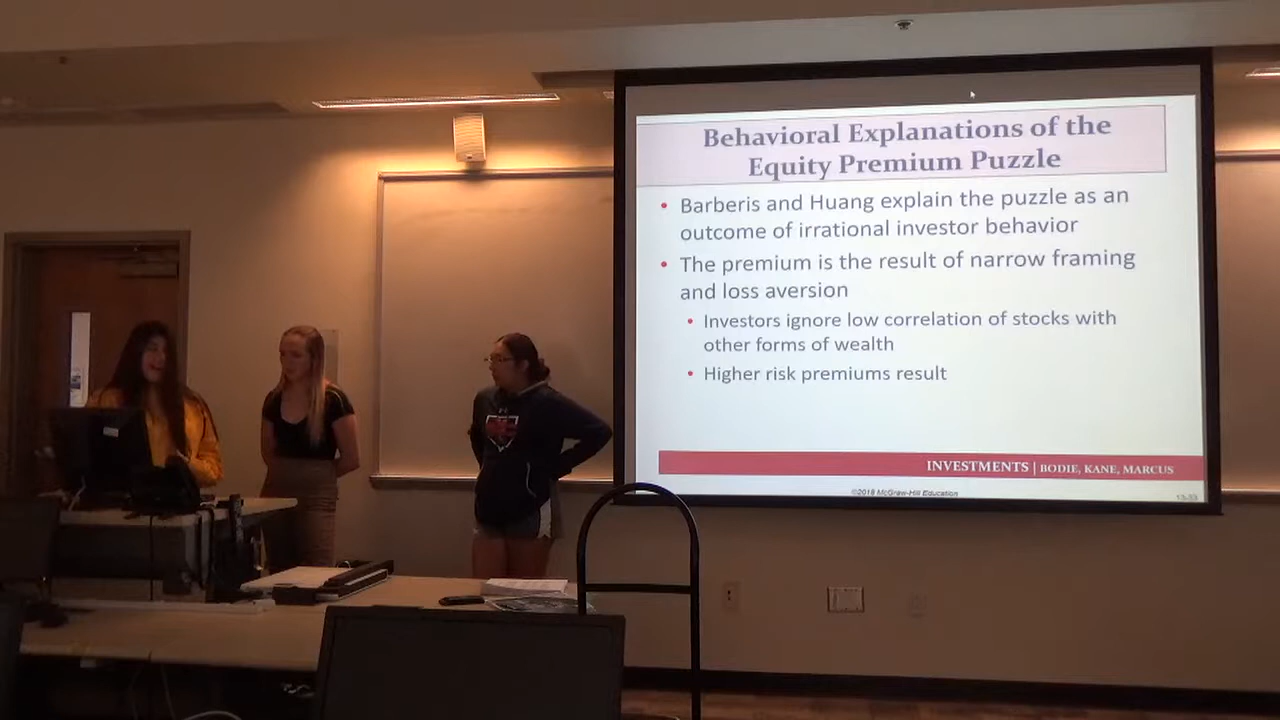 Behavioral Explanations of the
Equity Premium Puzzle
• Barberis and Huang explain the puzzle as an
outcome of irrational investor behavior
• The premium is the result of narrow framing
and loss aversion
• Investors ignore low correlation of stocks with
other forms of wealth
• Higher risk premiums result
INVESTMENTS | BODIE, KANE, MARCUS
©2018 McGraw-Hill Education